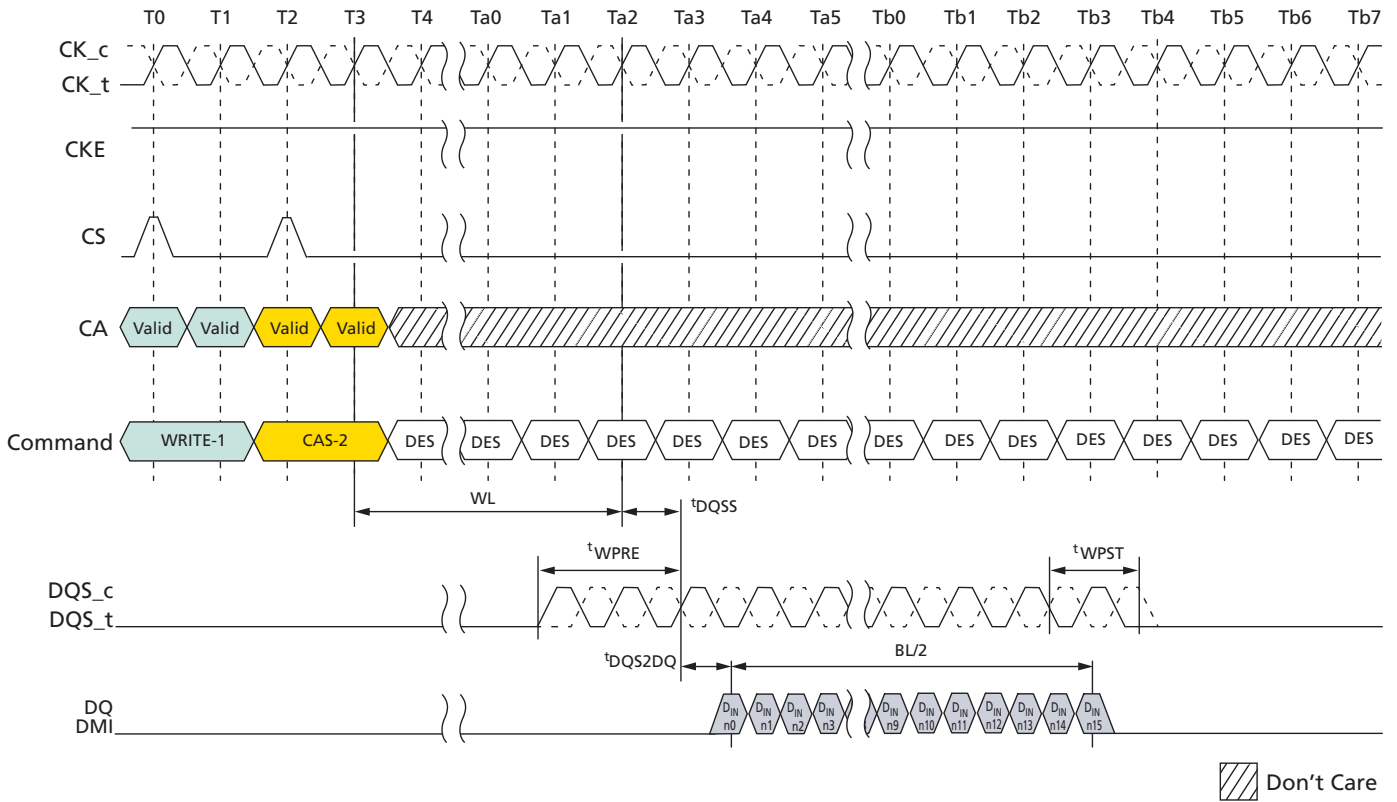 T0 T1 T2 T3 T4 Ta0 Ta1 Ta2 Ta3 Ta4 Ta5 Tb0 Tb1 Tb2 Tb3 Tb4 Tb5 Tb6 Tb7
CK_c
CK_t
CKE
CS
CA Valid Valid Valid Valid
Command WRITE-1 CAS-2 DES DES DES DES DES DES DES DES DES DES DES DES DES DES DES
WL tDQSS
tWPRE tWPST
DQS_c
DQS_t
tDQS2DQ BL/2
DQ
DMI
DIN n0 DIN n1 DIN n2 DIN n3 DIN n9 DIN n10 DIN n11 DIN n12 DIN n13 DIN n14 DIN n15
Don't Care